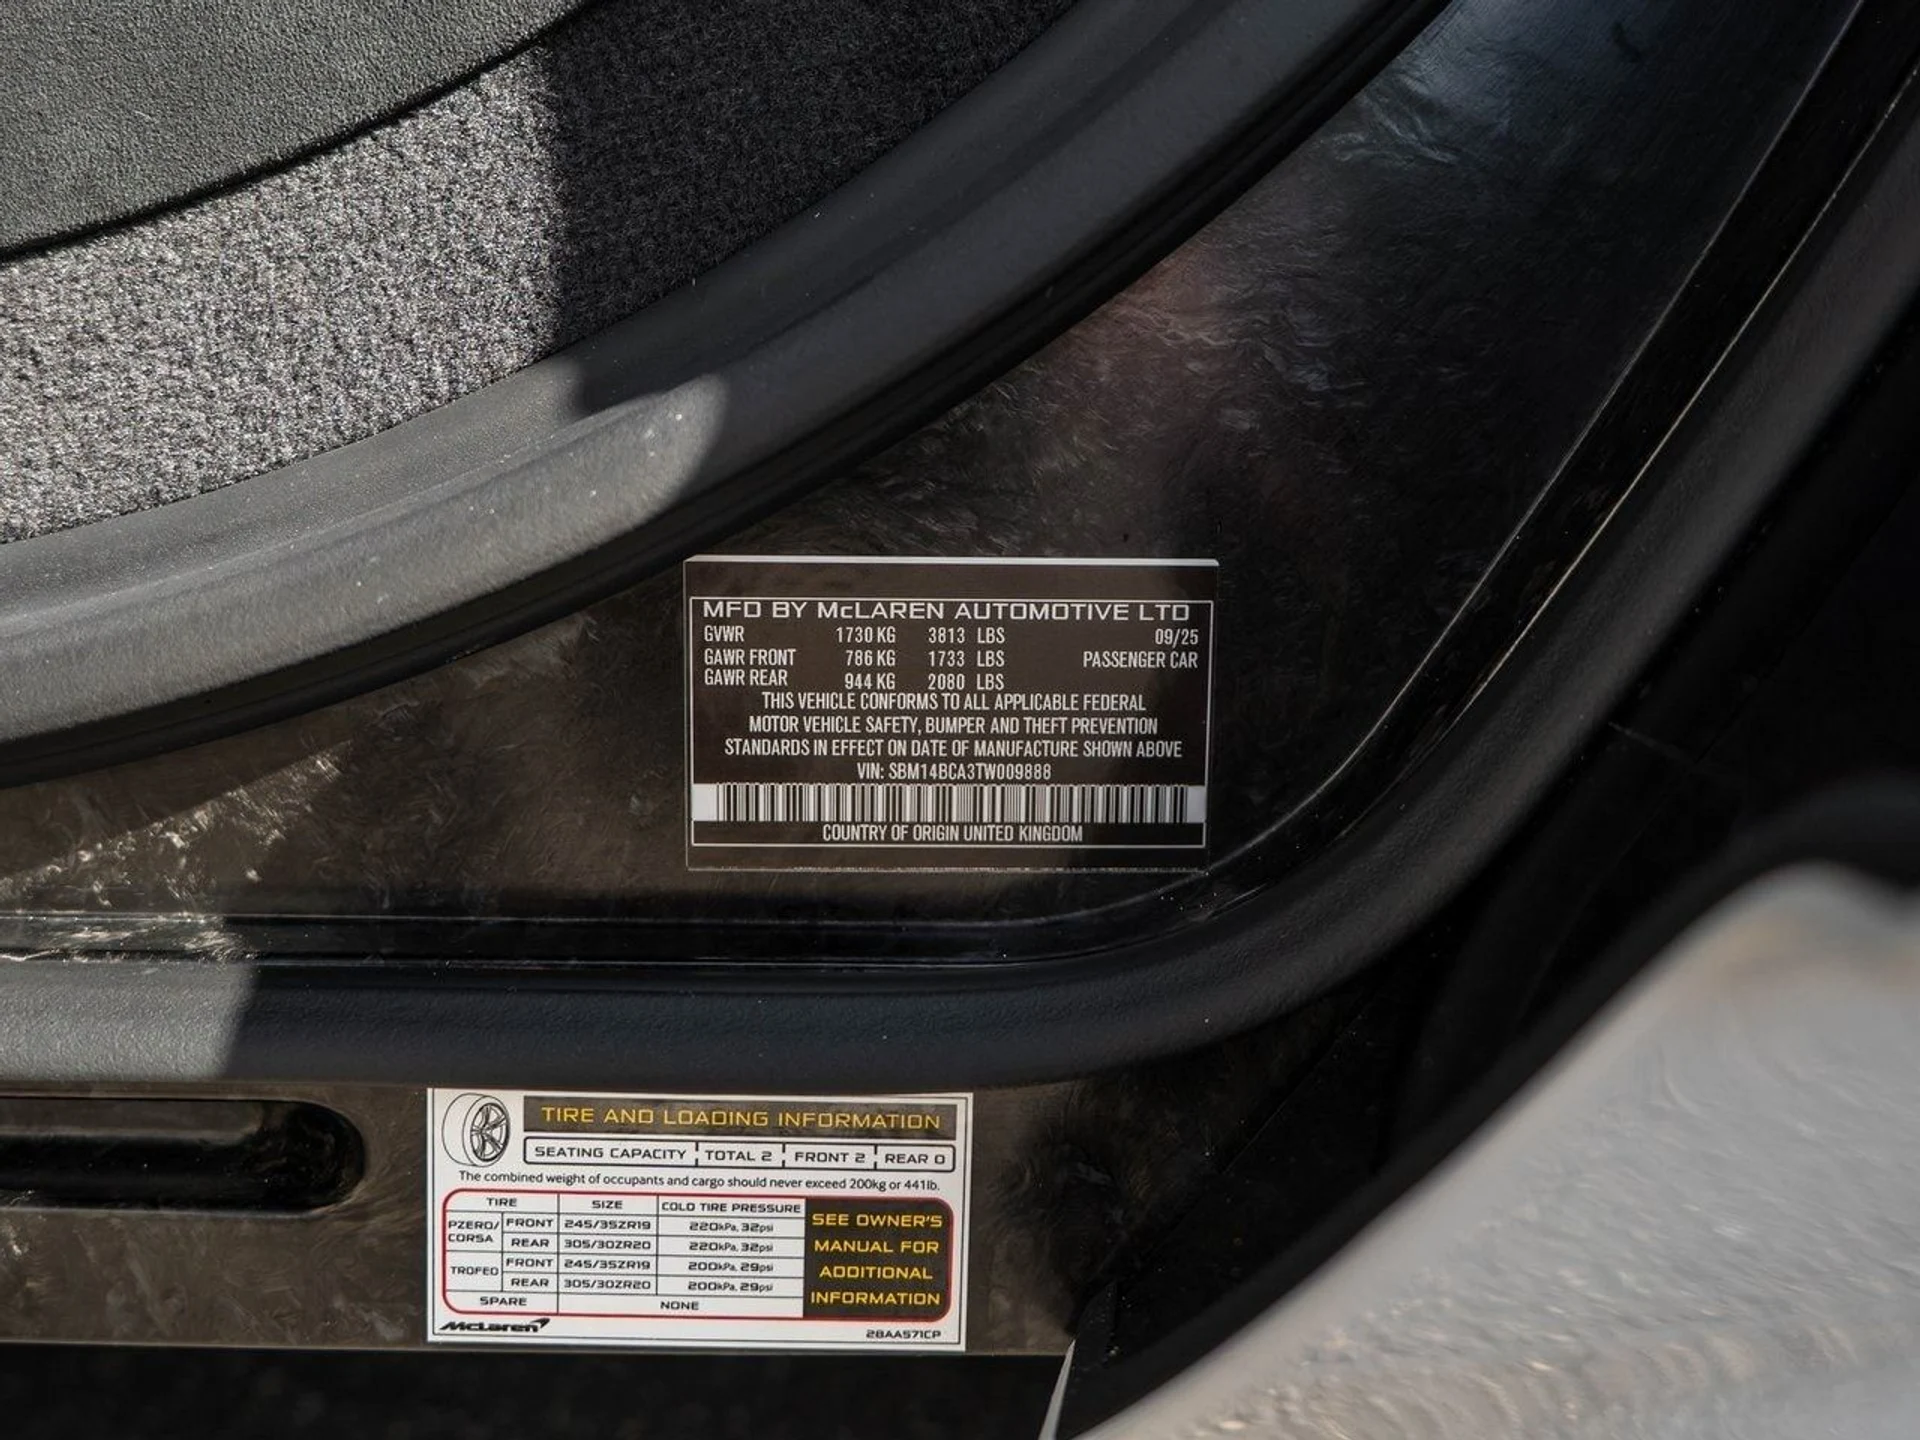 MFD BY McLAREN AUTOMOTIVE LTD
GVWR 1730 KG 3813 LBS 09/25
GAWR FRONT 786 KG 1733 LBS PASSENGER CAR
GAWR REAR 944 KG 2080 LBS
THIS VEHICLE CONFORMS TO ALL APPLICABLE FEDERAL
MOTOR VEHICLE SAFETY, BUMPER AND THEFT PREVENTION
STANDARDS IN EFFECT ON DATE OF MANUFACTURE SHOWN ABOVE
VIN: SBM14BCA3TW009888
COUNTRY OF ORIGIN UNITED KINGDOM
TIRE AND LOADING INFORMATION
SEATING CAPACITY TOTAL 2 FRONT 2 REAR 0
The combined weight of occupants and cargo should never exceed 200kg or 441lb.
TIRE SIZE COLD TIRE PRESSURE
PZERO/CORSA FRONT 245/35ZR19 220kPa, 32psi
REAR 305/30ZR20 220kPa, 32psi
TROFEO FRONT 245/35ZR19 200kPa, 29psi
REAR 305/30ZR20 200kPa, 29psi
SPARE NONE
SEE OWNER'S
MANUAL FOR
ADDITIONAL
INFORMATION
McLaren 28AA571CP